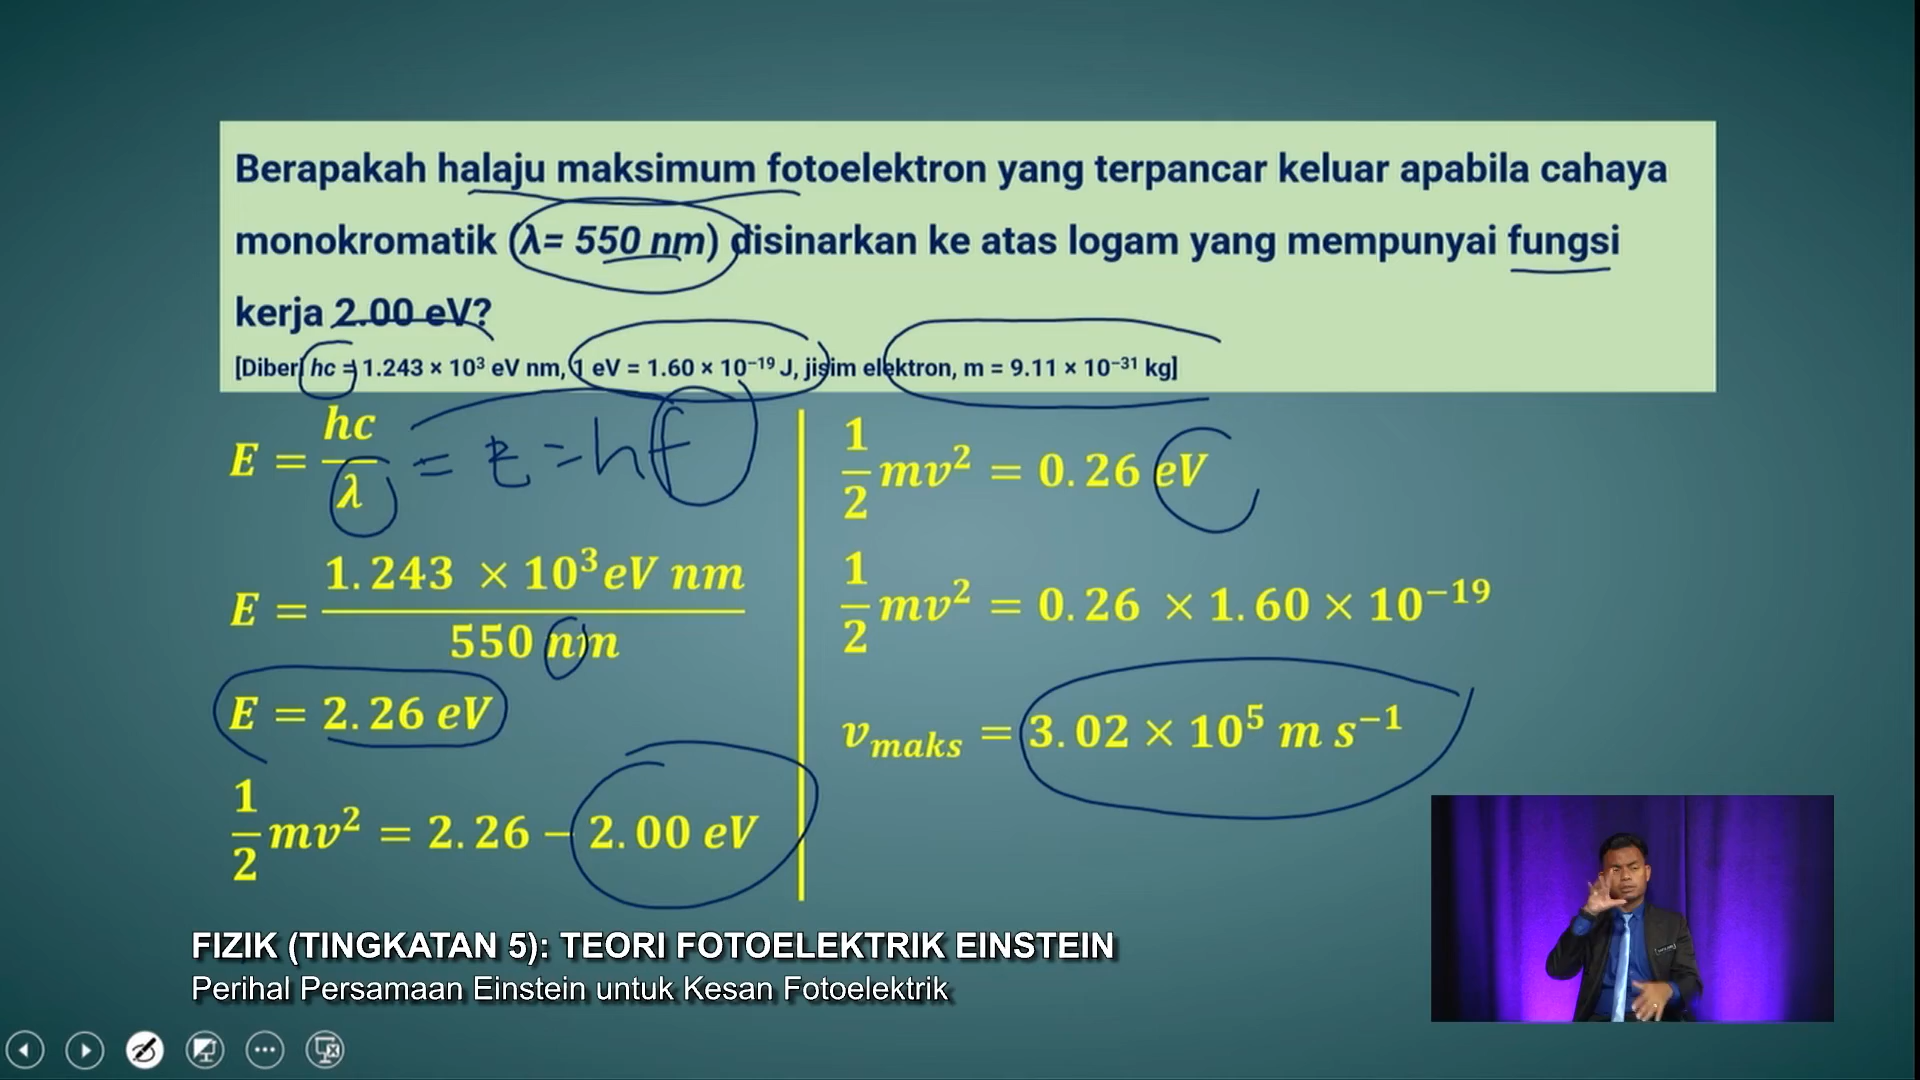 Berapakah halaju maksimum fotoelektron yang terpancar keluar apabila cahaya
monokromatik (λ= 550 nm) disinarkan ke atas logam yang mempunyai fungsi
kerja 2.00 eV?
[Diberi hc = 1.243 × 10³ eV nm, 1 eV = 1.60 × 10⁻¹⁹ J, jisim elektron, m = 9.11 × 10⁻³¹ kg]
E = hc/λ = E = hf
E = 1.243 × 10³ eV nm / 550 nm
E = 2.26 eV
1/2 mv² = 2.26 − 2.00 eV
1/2 mv² = 0.26 eV
1/2 mv² = 0.26 × 1.60 × 10⁻¹⁹
v maks = 3.02 × 10⁵ m s⁻¹
FIZIK (TINGKATAN 5): TEORI FOTOELEKTRIK EINSTEIN
Perihal Persamaan Einstein untuk Kesan Fotoelektrik